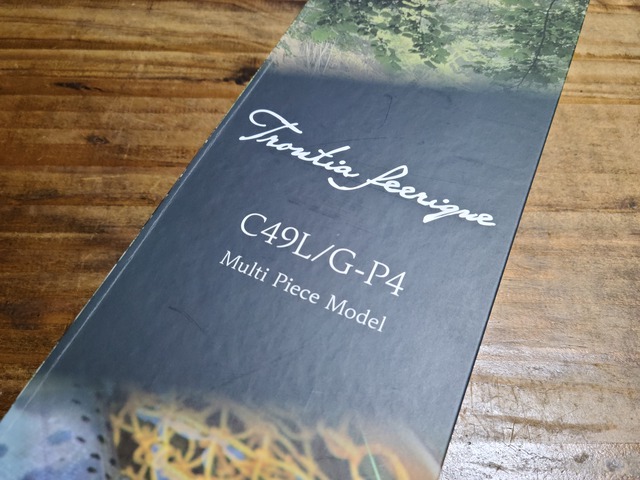 Troutia feerique
C49L/G-P4
Multi Piece Model